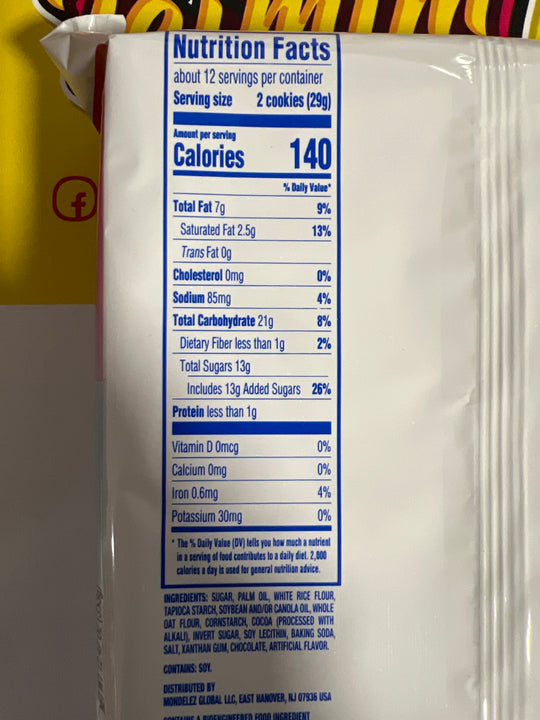 Nutrition Facts
about 12 servings per container
Serving size 2 cookies (29g)
Amount per serving
Calories 140
% Daily Value*
Total Fat 7g 9%
Saturated Fat 2.5g 13%
Trans Fat 0g
Cholesterol 0mg 0%
Sodium 85mg 4%
Total Carbohydrate 21g 8%
Dietary Fiber less than 1g 2%
Total Sugars 13g
Includes 13g Added Sugars 26%
Protein less than 1g
Vitamin D 0mcg 0%
Calcium 0mg 0%
Iron 0.6mg 4%
Potassium 30mg 0%
* The % Daily Value (DV) tells you how much a nutrient
in a serving of food contributes to a daily diet. 2,000
calories a day is used for general nutrition advice.
INGREDIENTS: SUGAR, PALM OIL, WHITE RICE FLOUR,
TAPIOCA STARCH, SOYBEAN AND/OR CANOLA OIL, WHOLE
OAT FLOUR, CORNSTARCH, COCOA (PROCESSED WITH
ALKALI), INVERT SUGAR, SOY LECITHIN, BAKING SODA,
SALT, XANTHAN GUM, CHOCOLATE, ARTIFICIAL FLAVOR.
CONTAINS: SOY.
DISTRIBUTED BY
MONDELEZ GLOBAL LLC, EAST HANOVER, NJ 07936 USA
CONTAINS A BIOENGINEERED FOOD INGREDIENT